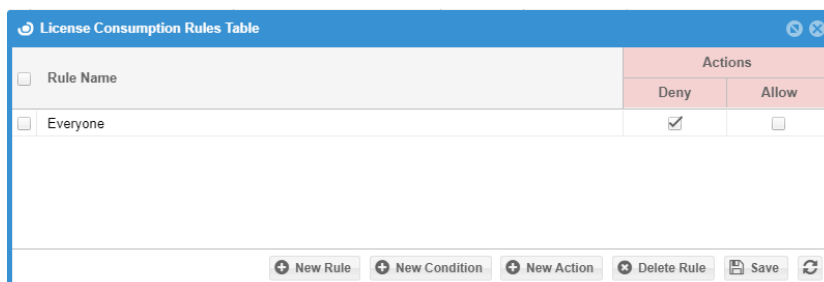 License Consumption Rules Table
Rule Name
Actions
Deny
Allow
Everyone
New Rule
New Condition
New Action
Delete Rule
Save